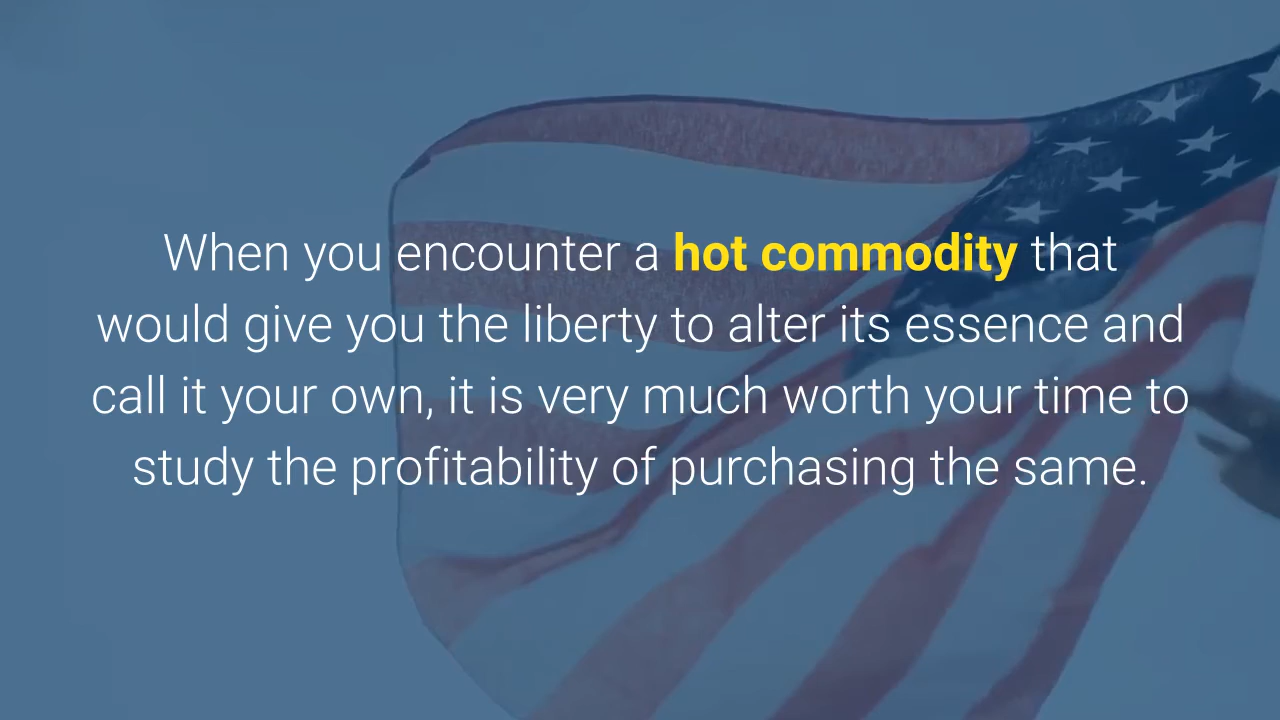 When you encounter a hot commodity that
would give you the liberty to alter its essence and
call it your own, it is very much worth your time to
study the profitability of purchasing the same.